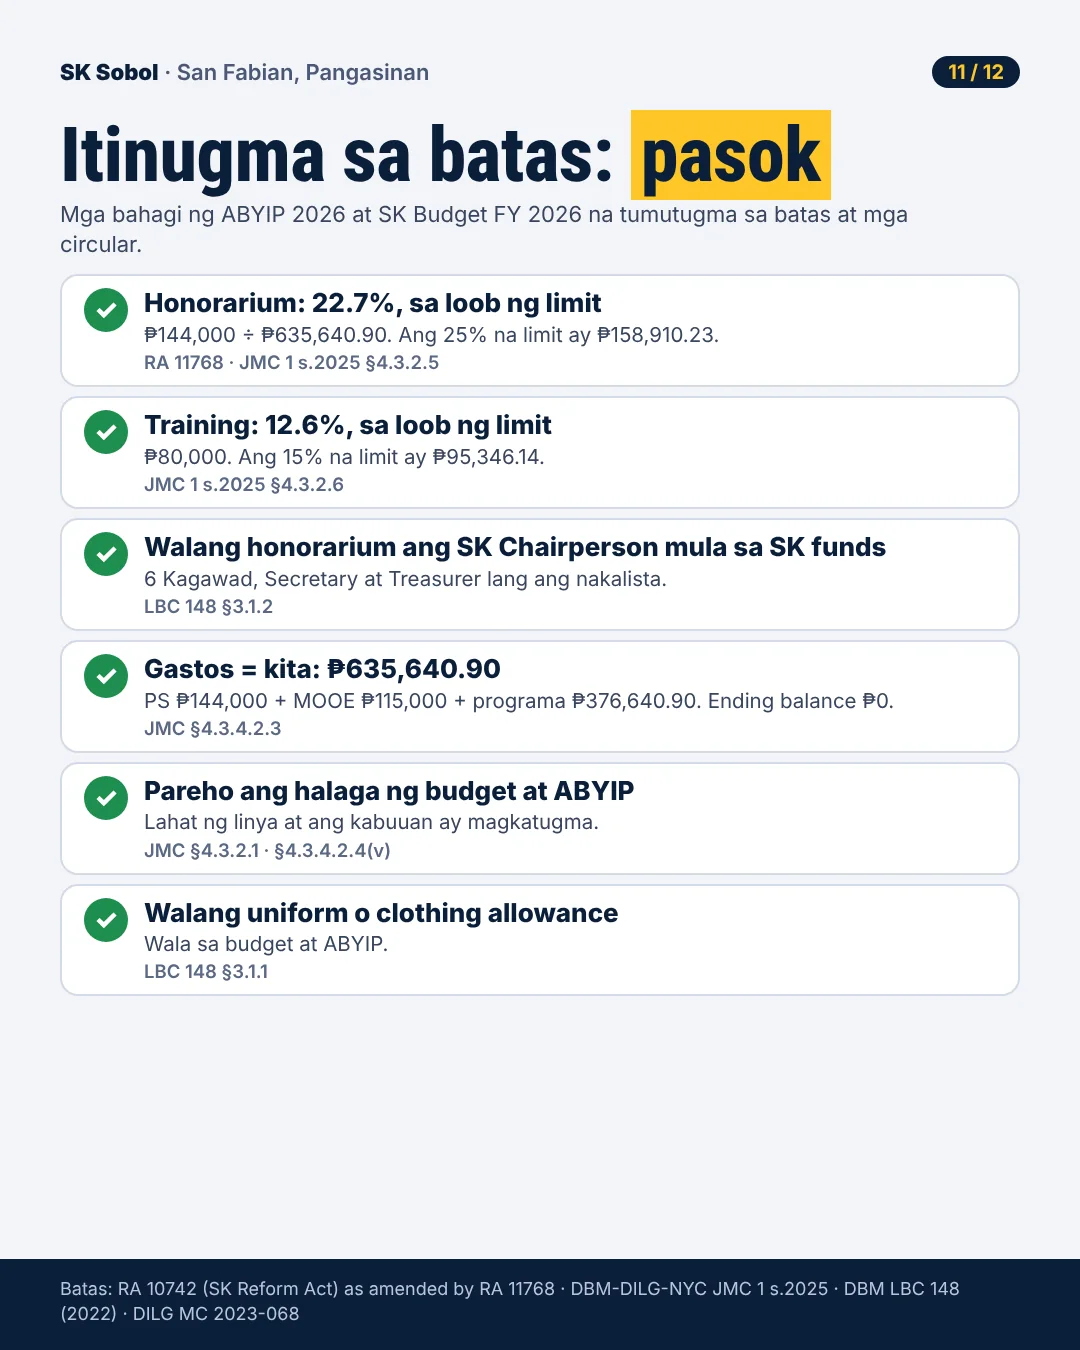 SK Sobol · San Fabian, Pangasinan
11 / 12
Itinugma sa batas: pasok
Mga bahagi ng ABYIP 2026 at SK Budget FY 2026 na tumutugma sa batas at mga
circular.
Honorarium: 22.7%, sa loob ng limit
₱144,000 ÷ ₱635,640.90. Ang 25% na limit ay ₱158,910.23.
RA 11768 · JMC 1 s.2025 §4.3.2.5
Training: 12.6%, sa loob ng limit
₱80,000. Ang 15% na limit ay ₱95,346.14.
JMC 1 s.2025 §4.3.2.6
Walang honorarium ang SK Chairperson mula sa SK funds
6 Kagawad, Secretary at Treasurer lang ang nakalista.
LBC 148 §3.1.2
Gastos = kita: ₱635,640.90
PS ₱144,000 + MOOE ₱115,000 + programa ₱376,640.90. Ending balance ₱0.
JMC §4.3.4.2.3
Pareho ang halaga ng budget at ABYIP
Lahat ng linya at ang kabuuan ay magkatugma.
JMC §4.3.2.1 · §4.3.4.2.4(v)
Walang uniform o clothing allowance
Wala sa budget at ABYIP.
LBC 148 §3.1.1
Batas: RA 10742 (SK Reform Act) as amended by RA 11768 · DBM-DILG-NYC JMC 1 s.2025 · DBM LBC 148
(2022) · DILG MC 2023-068